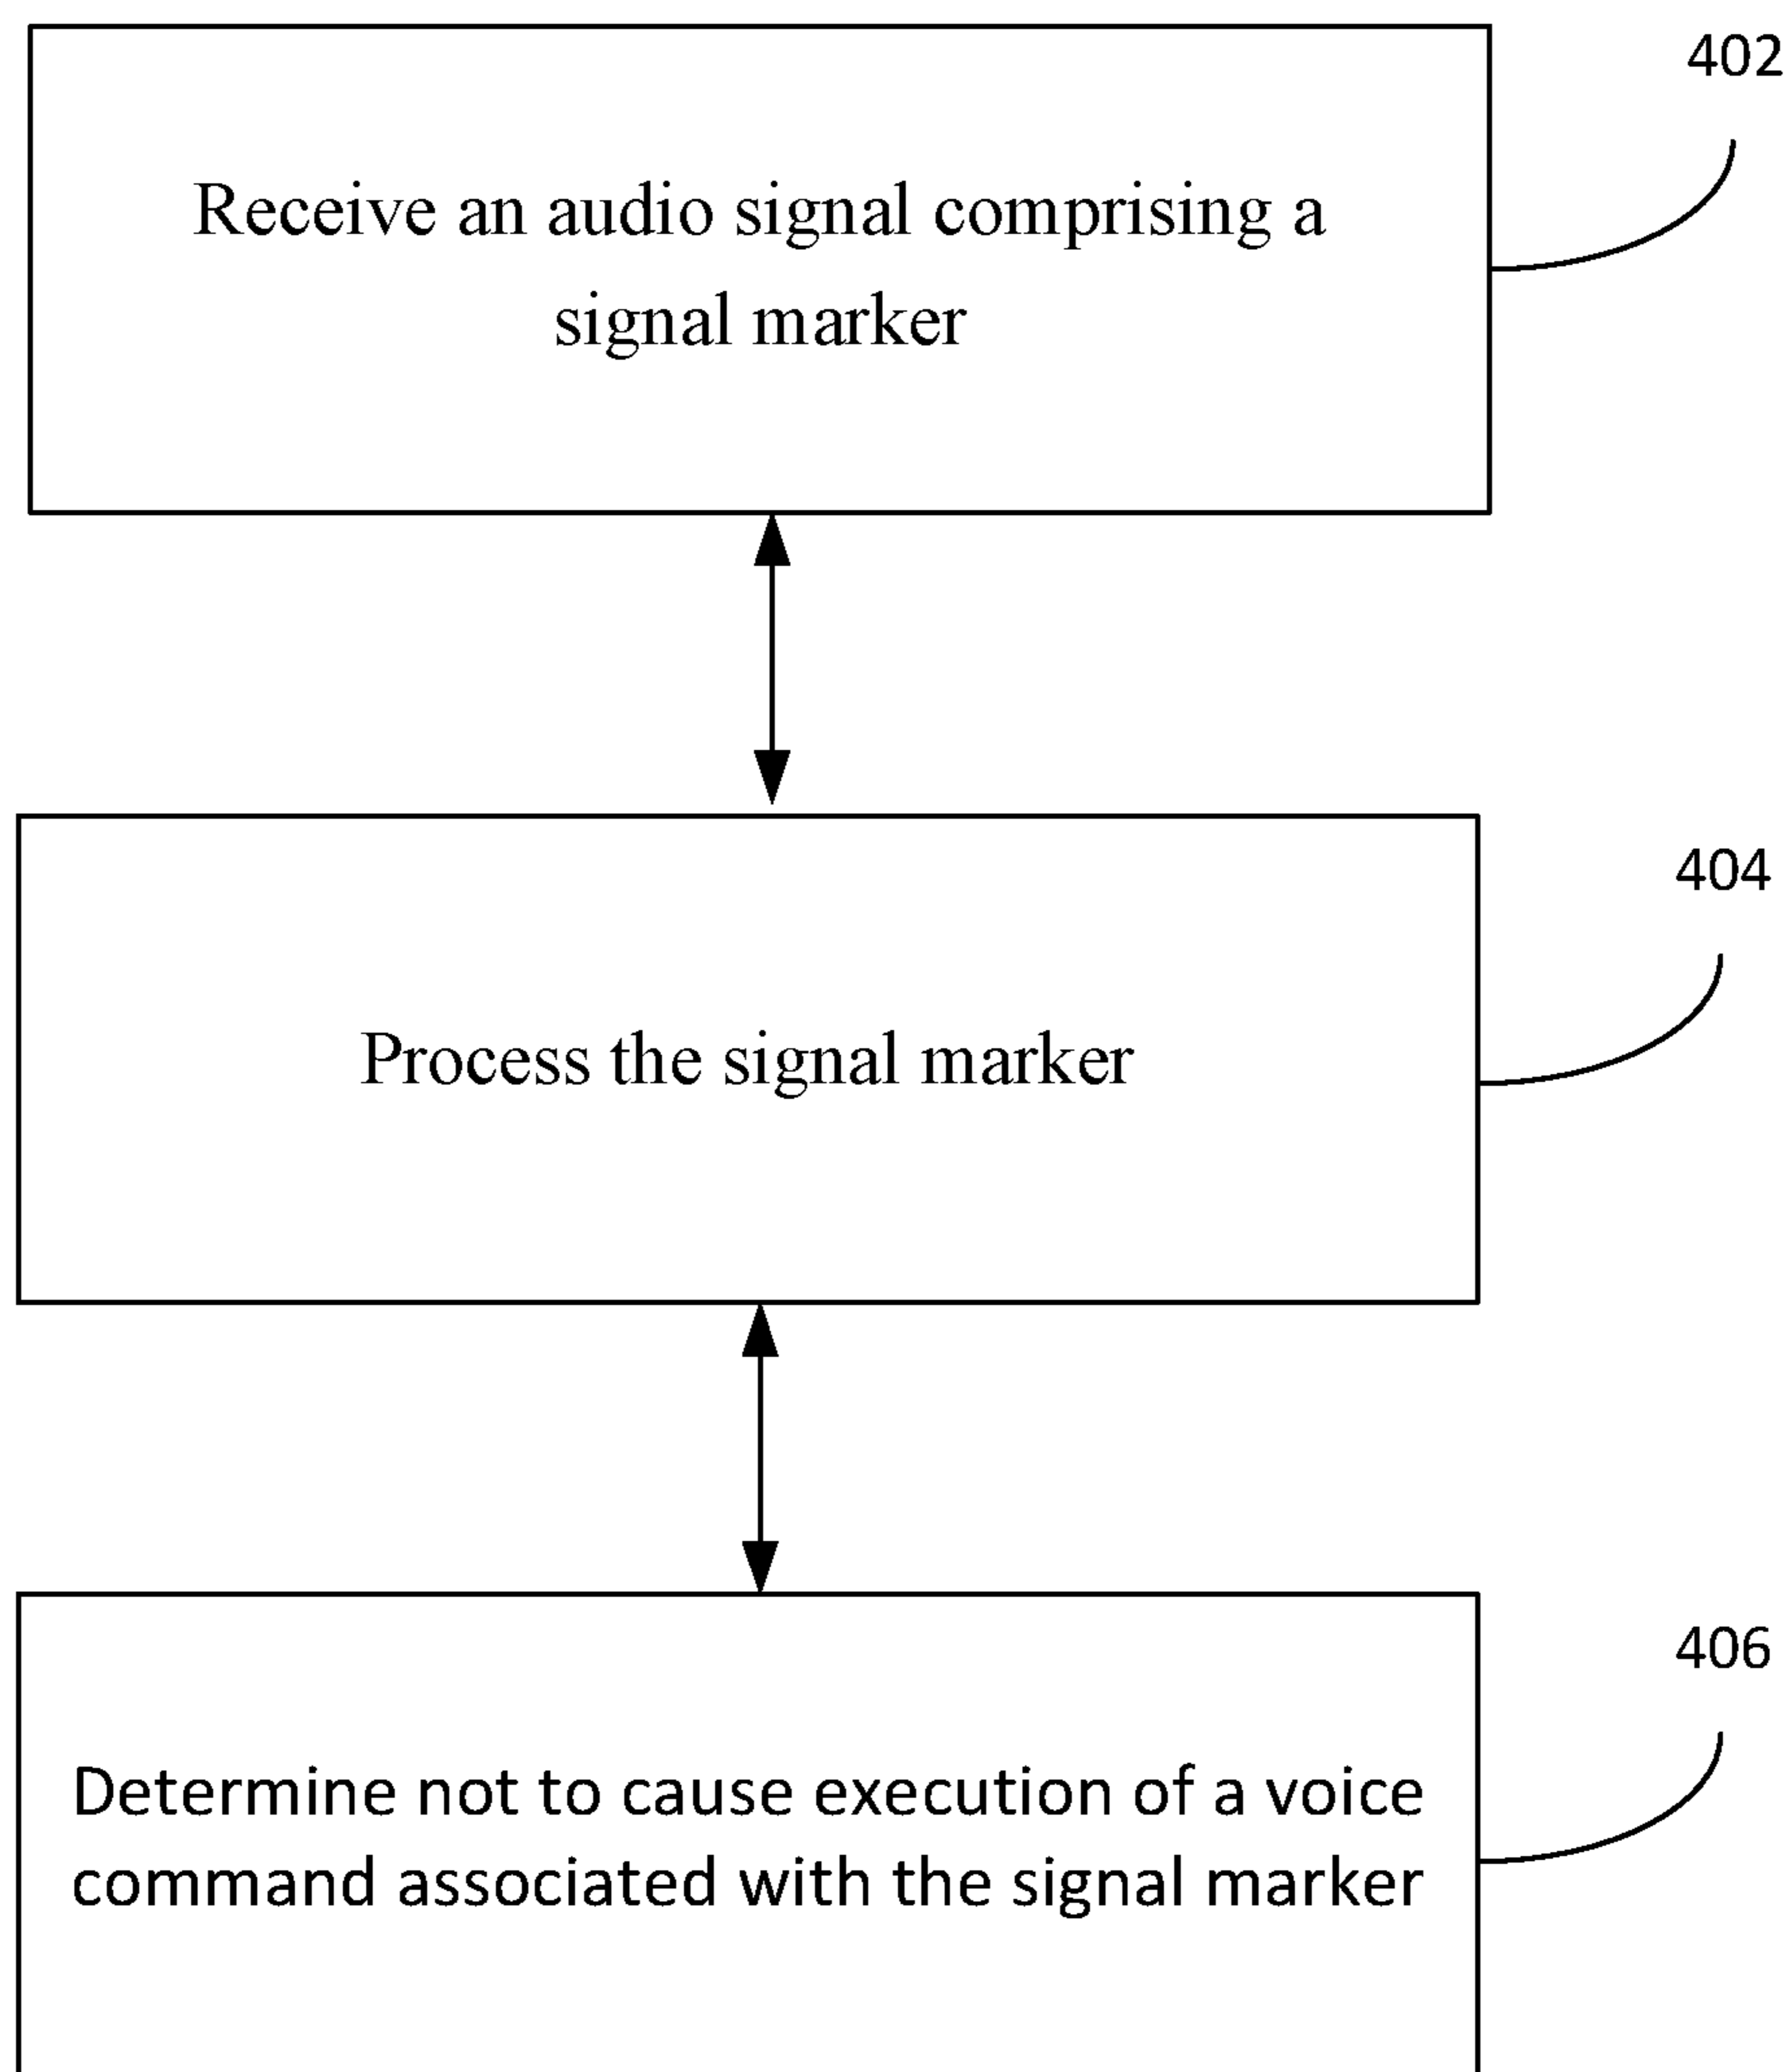 402
Receive an audio signal comprising a
signal marker
404
Process the signal marker
406
Determine not to cause execution of a voice
command associated with the signal marker